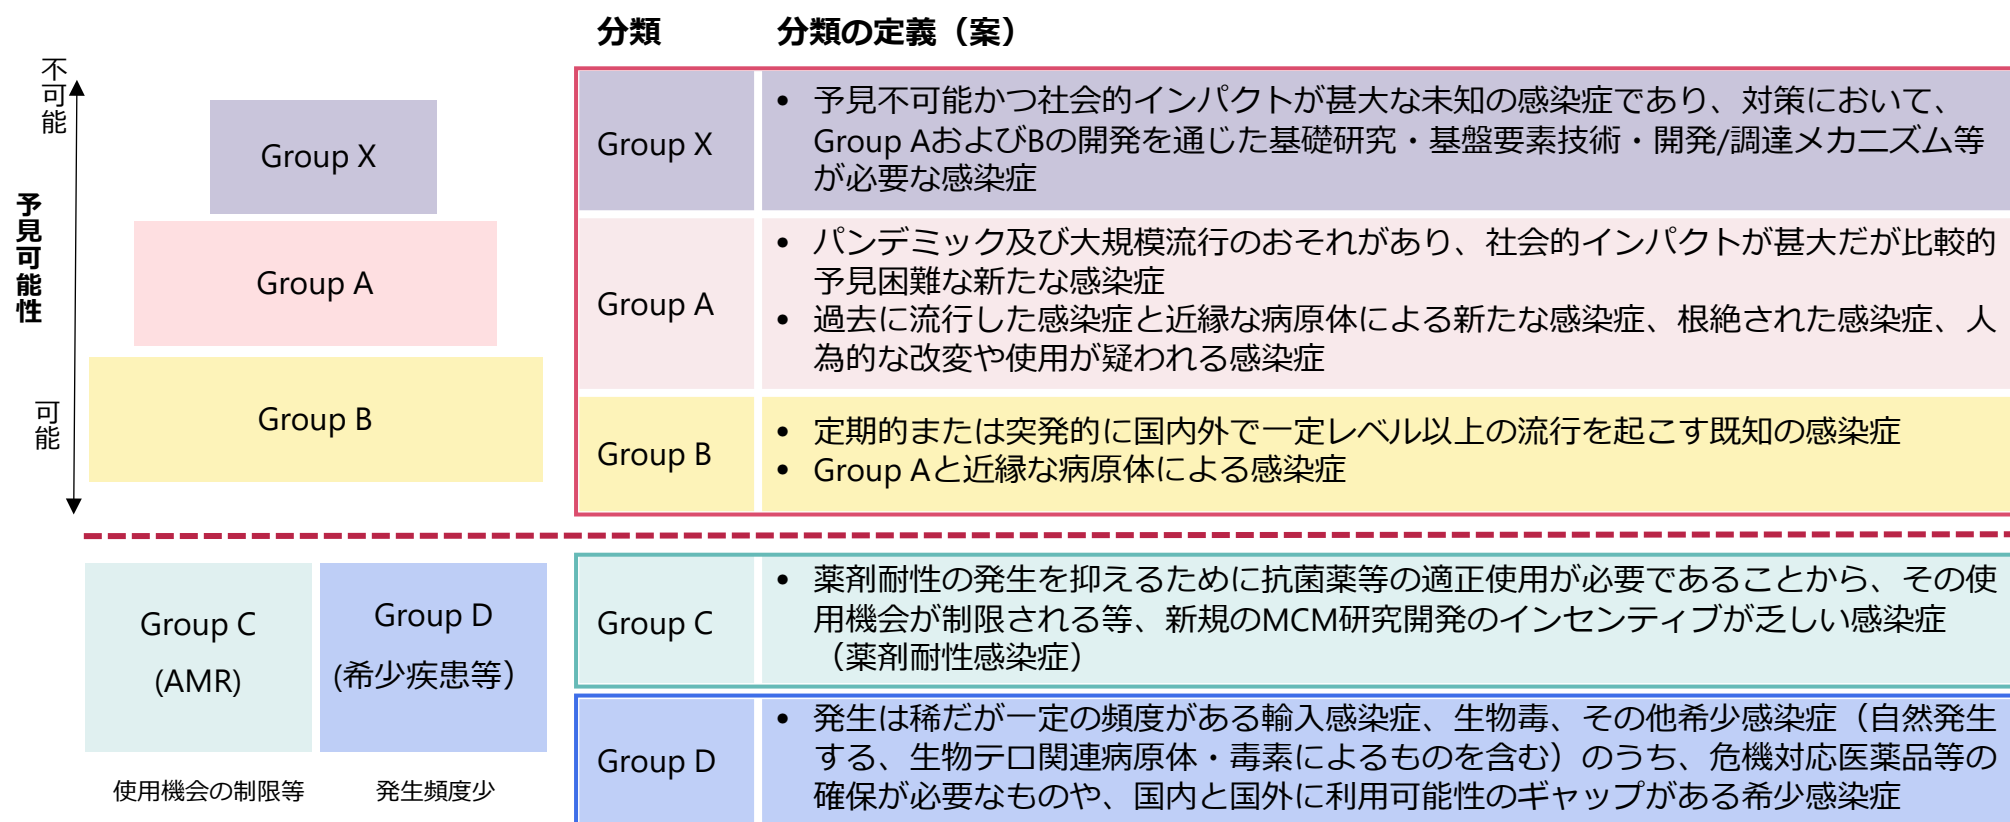 分類
分類の定義（案）
不可能
予見可能性
可能
Group X
Group A
Group B
Group X
• 予見不可能かつ社会的インパクトが甚大な未知の感染症であり、対策において、
Group AおよびBの開発を通じた基礎研究・基盤要素技術・開発/調達メカニズム等
が必要な感染症
Group A
• パンデミック及び大規模流行のおそれがあり、社会的インパクトが甚大だが比較的
予見困難な新たな感染症
• 過去に流行した感染症と近縁な病原体による新たな感染症、根絶された感染症、人
為的な改変や使用が疑われる感染症
Group B
• 定期的または突発的に国内外で一定レベル以上の流行を起こす既知の感染症
• Group Aと近縁な病原体による感染症
Group C
(AMR)
使用機会の制限等
Group D
(希少疾患等）
発生頻度少
Group C
• 薬剤耐性の発生を抑えるために抗菌薬等の適正使用が必要であることから、その使
用機会が制限される等、新規のMCM研究開発のインセンティブが乏しい感染症
（薬剤耐性感染症）
Group D
• 発生は稀だが一定の頻度がある輸入感染症、生物毒、その他希少感染症（自然発生
する、生物テロ関連病原体・毒素によるものを含む）のうち、危機対応医薬品等の
確保が必要なものや、国内と国外に利用可能性のギャップがある希少感染症